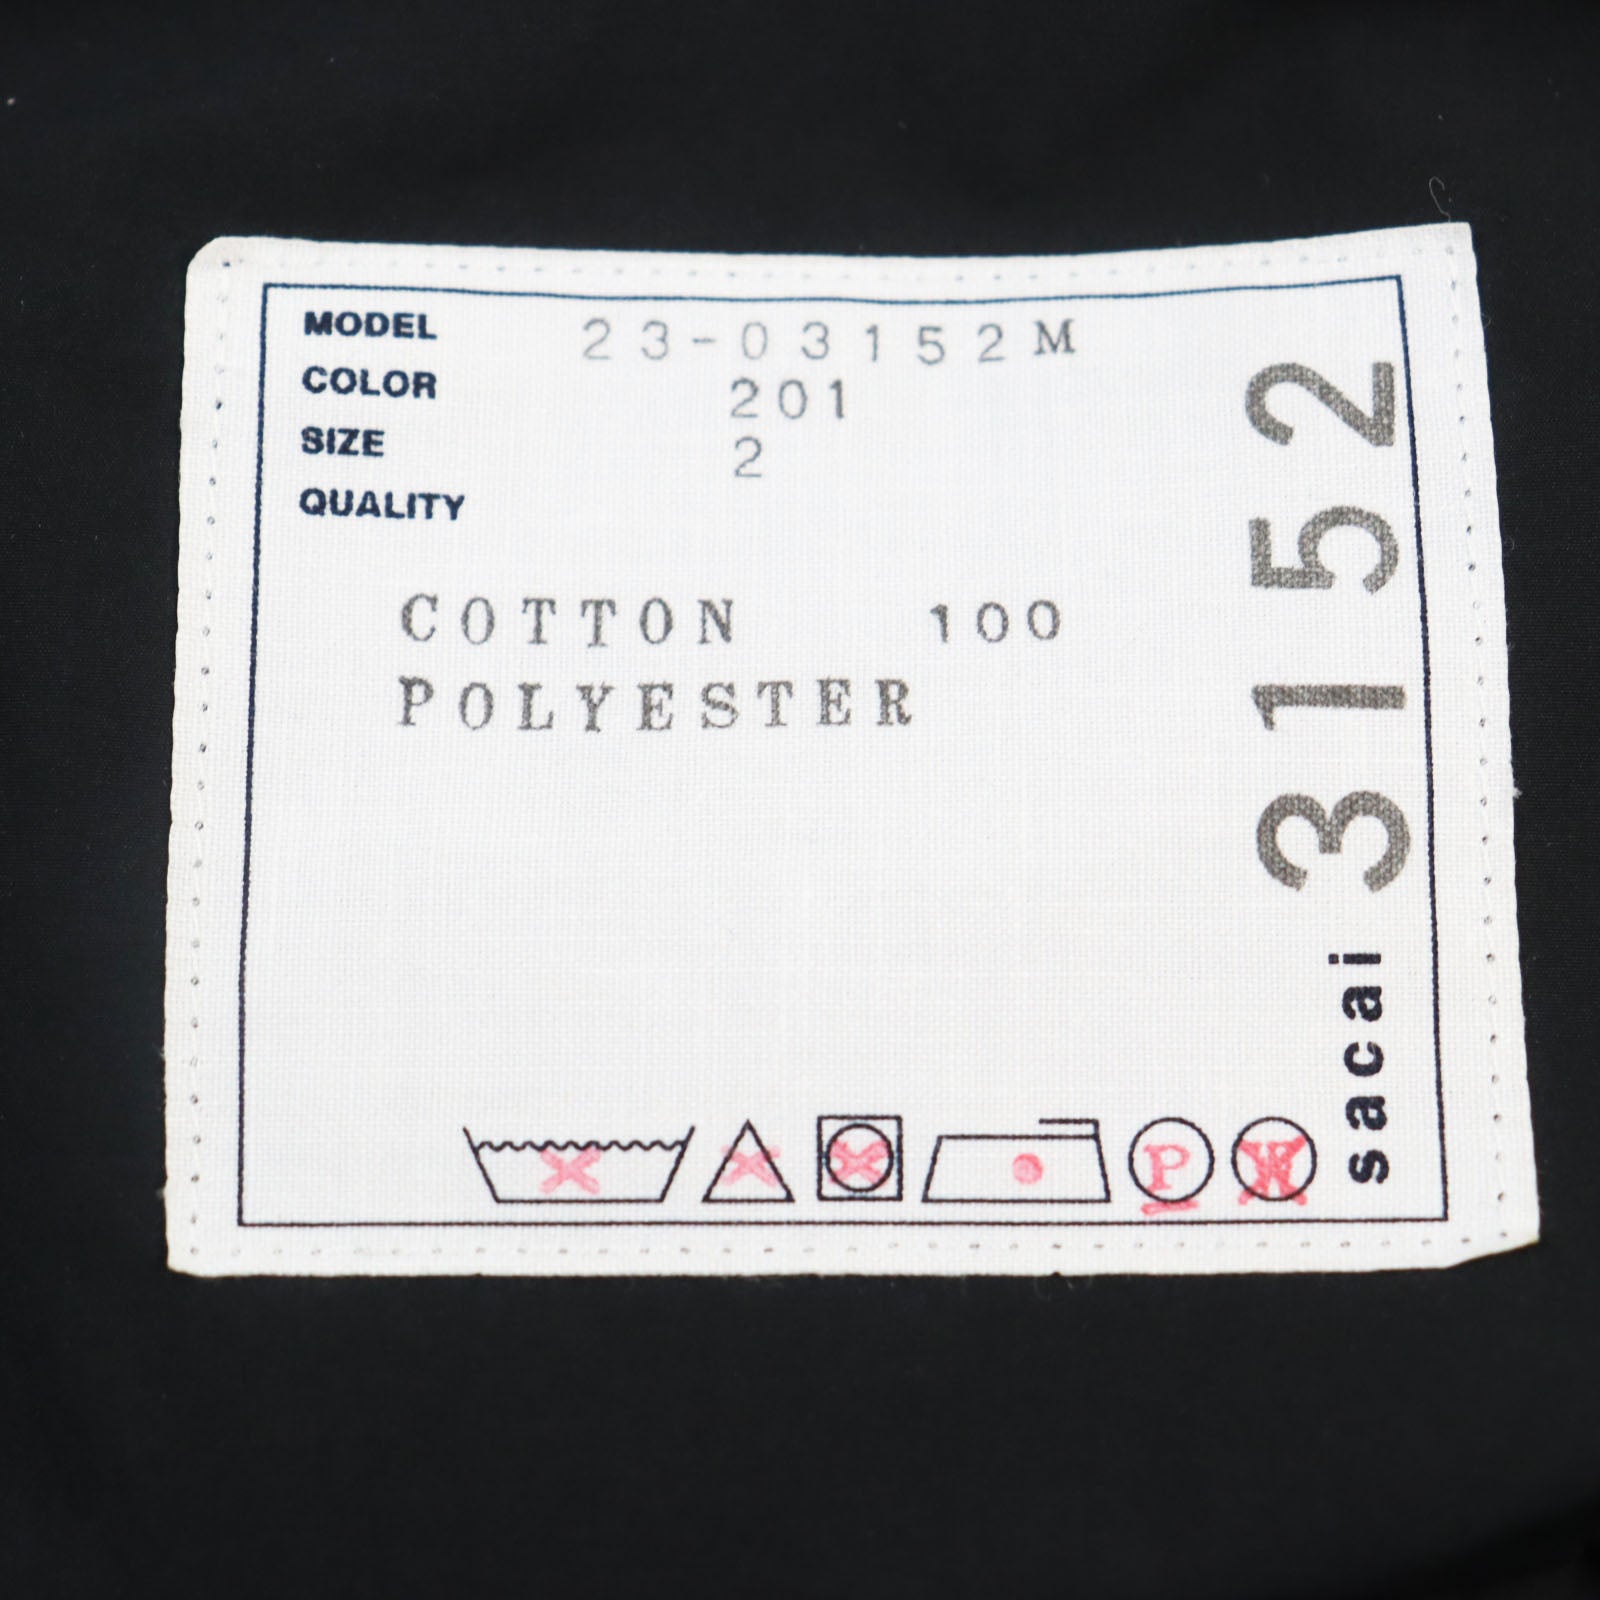 MODEL 23-03152M
COLOR 201
SIZE 2
QUALITY
COTTON 100
POLYESTER
P W
sacai 3152